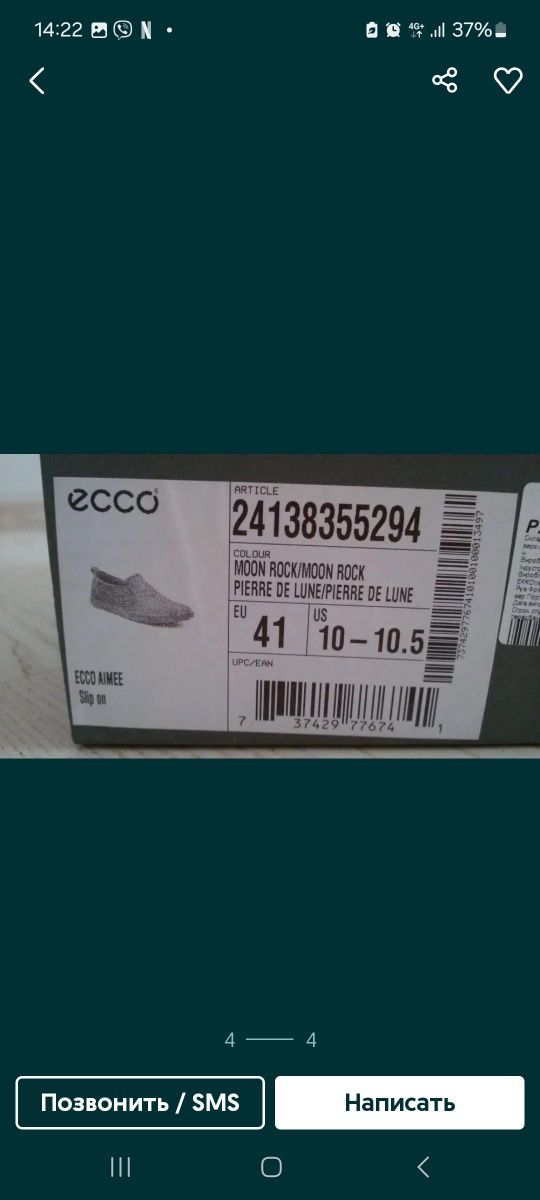 14:22
4G+
37%
ecco
ARTICLE
24138355294
COLOUR
MOON ROCK/MOON ROCK
PIERRE DE LUNE/PIERRE DE LUNE
EU
41
US
10 – 10.5
UPC/EAN
7 37429 77674 1
ECCO AIMEE
Slip on
4 — 4
Позвонить / SMS
Написать